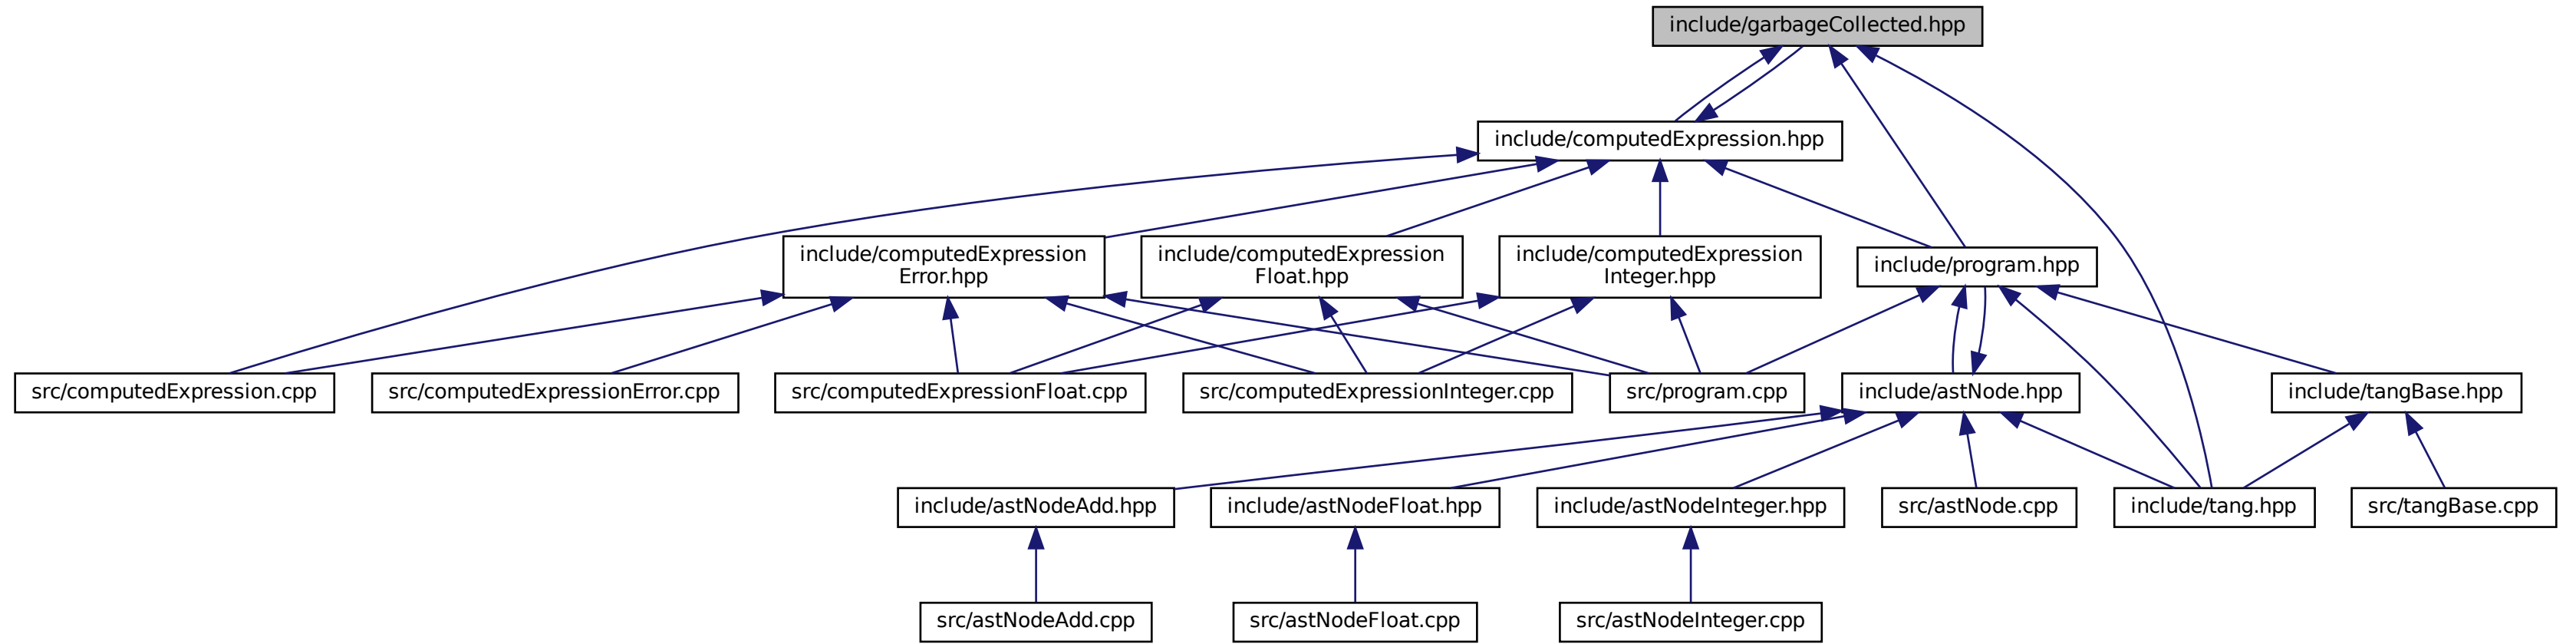 include/garbageCollected.hpp
include/computedExpression.hpp
include/computedExpression
Error.hpp
include/computedExpression
Float.hpp
include/computedExpression
Integer.hpp
include/program.hpp
src/computedExpression.cpp
src/computedExpressionError.cpp
src/computedExpressionFloat.cpp
src/computedExpressionInteger.cpp
src/program.cpp
include/astNode.hpp
include/tangBase.hpp
include/astNodeAdd.hpp
include/astNodeFloat.hpp
include/astNodeInteger.hpp
src/astNode.cpp
include/tang.hpp
src/tangBase.cpp
src/astNodeAdd.cpp
src/astNodeFloat.cpp
src/astNodeInteger.cpp